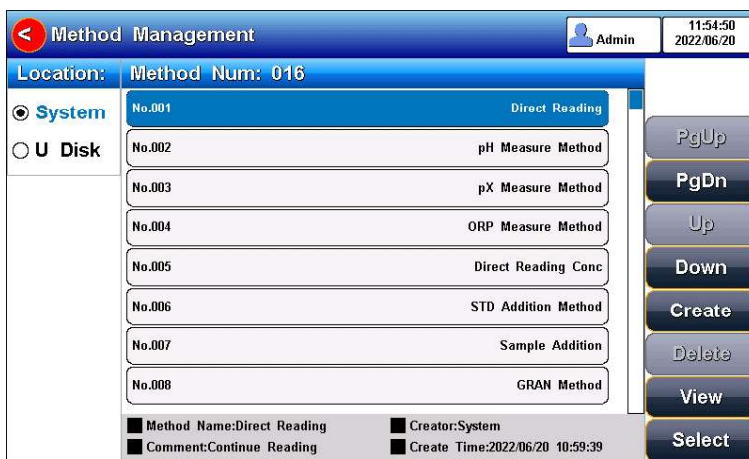 < Method Management
Admin
11:54:50
2022/06/20
Location:
Method Num: 016
System
U Disk
No.001 Direct Reading
No.002 pH Measure Method
No.003 pX Measure Method
No.004 ORP Measure Method
No.005 Direct Reading Conc
No.006 STD Addition Method
No.007 Sample Addition
No.008 GRAN Method
Method Name:Direct Reading Creator:System
Comment:Continue Reading Create Time:2022/06/20 10:59:39
PgUp
PgDn
Up
Down
Create
Delete
View
Select